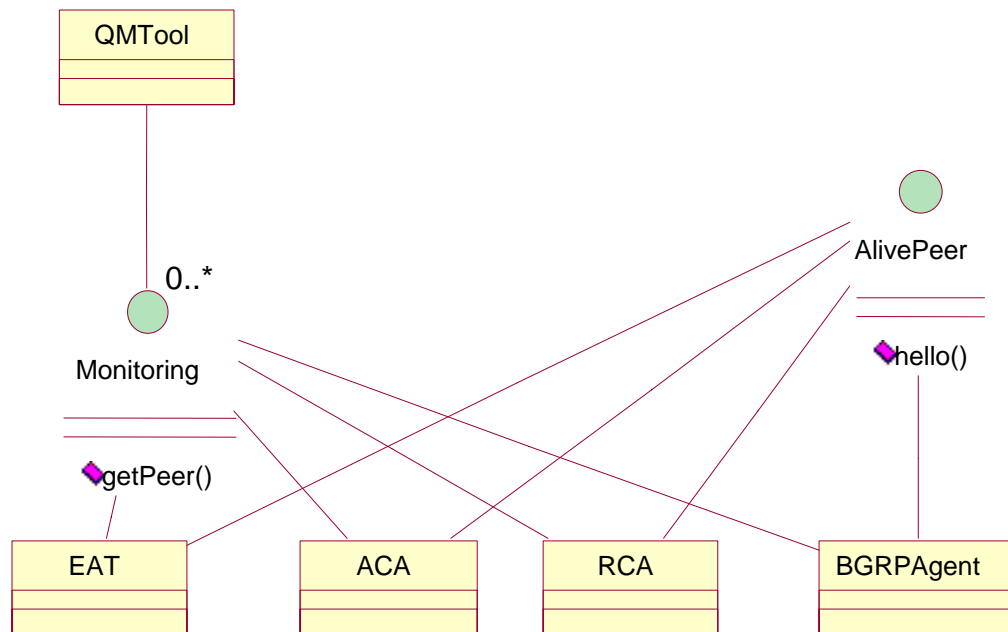 QMTool
AlivePeer
0..*
hello()
Monitoring
getPeer()
EAT
ACA
RCA
BGRPAgent